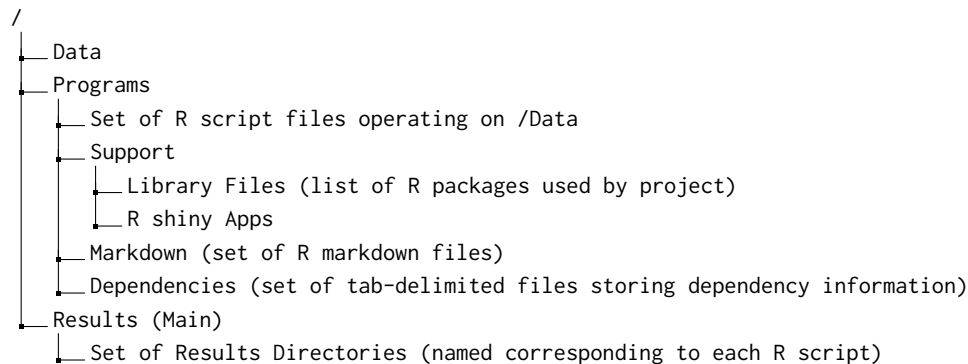 /
Data
Programs
Set of R script files operating on /Data
Support
Library Files (list of R packages used by project)
R shiny Apps
Markdown (set of R markdown files)
Dependencies (set of tab-delimited files storing dependency information)
Results (Main)
Set of Results Directories (named corresponding to each R script)